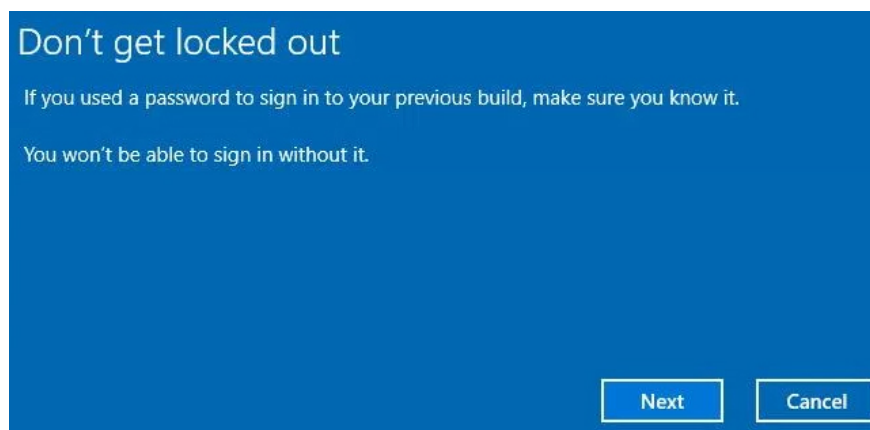 Don't get locked out
If you used a password to sign in to your previous build, make sure you know it.
You won't be able to sign in without it.
Next
Cancel